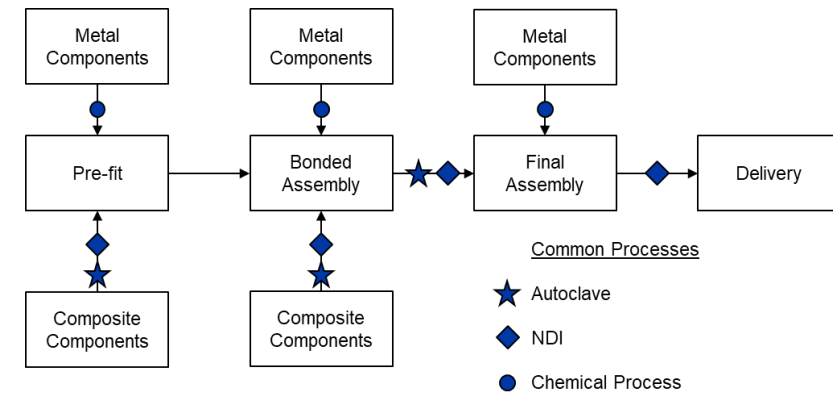 Metal
Components
Metal
Components
Metal
Components
Pre-fit
Bonded
Assembly
Final
Assembly
Delivery
Composite
Components
Composite
Components
Common Processes
Autoclave
NDI
Chemical Process